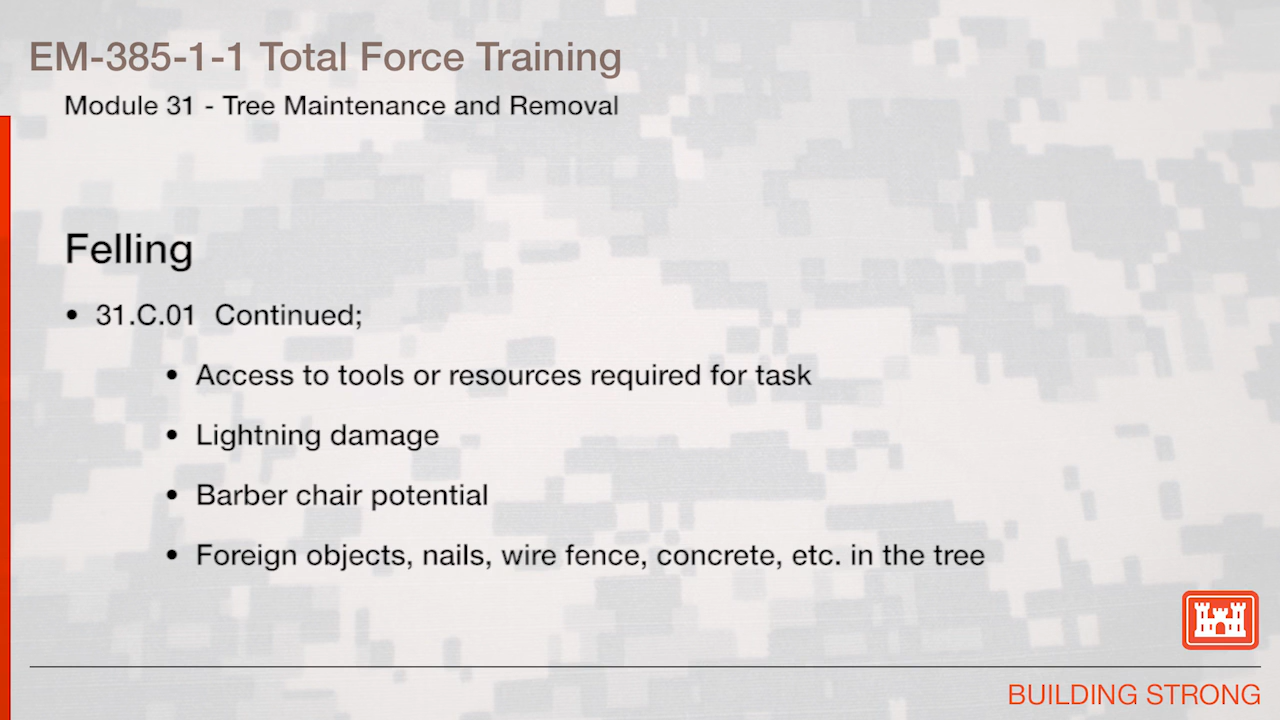 EM-385-1-1 Total Force Training
Module 31 - Tree Maintenance and Removal
Felling
• 31.C.01 Continued;
• Access to tools or resources required for task
• Lightning damage
• Barber chair potential
• Foreign objects, nails, wire fence, concrete, etc. in the tree
BUILDING STRONG